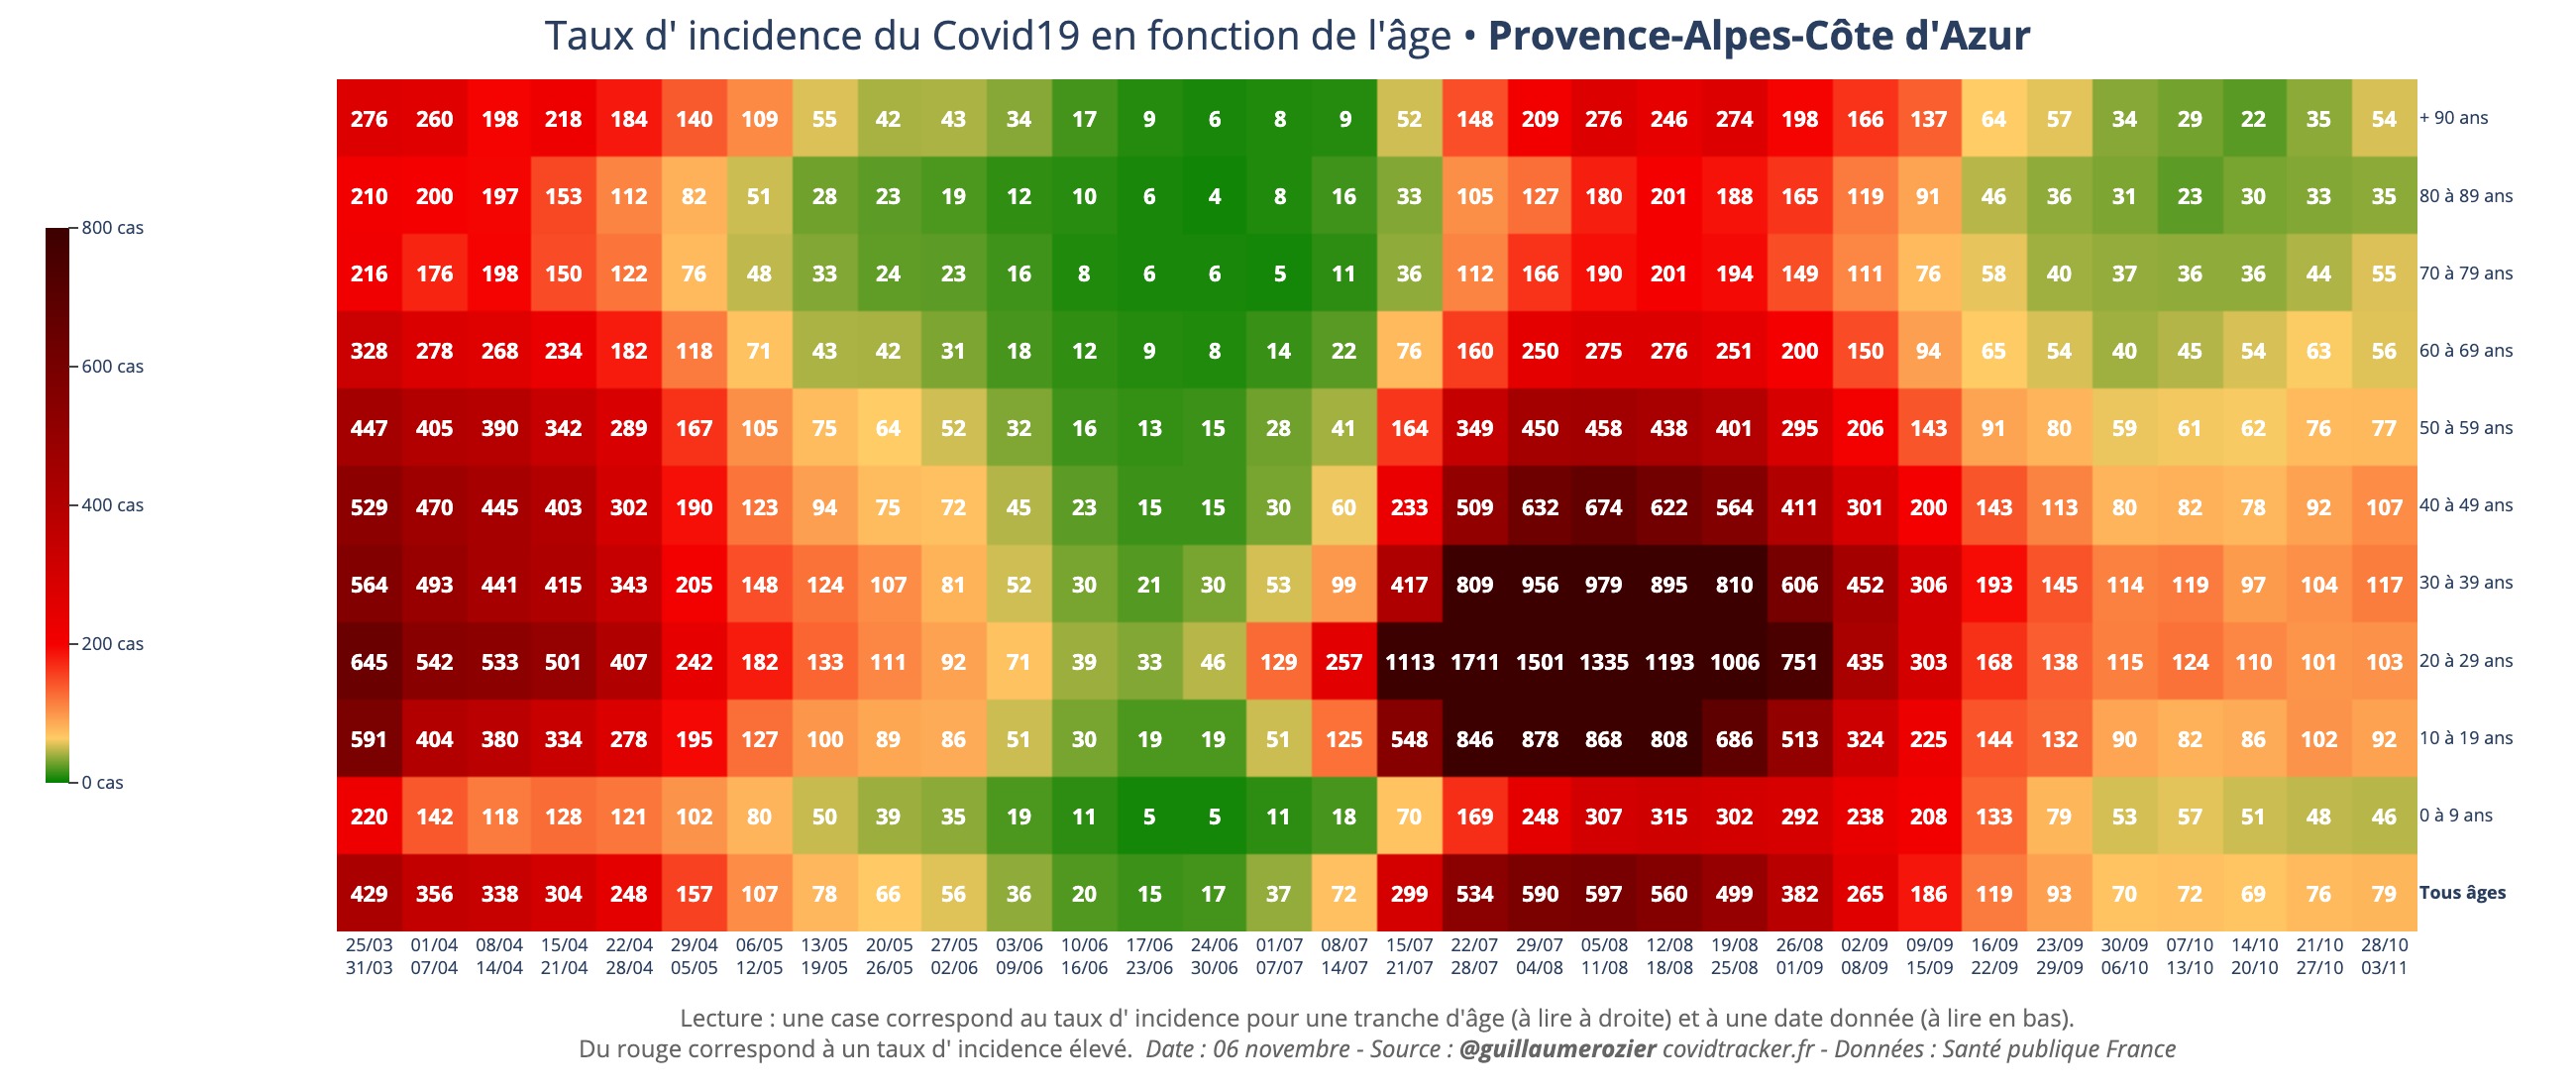 Taux d' incidence du Covid19 en fonction de l'âge • Provence-Alpes-Côte d'Azur
800 cas
600 cas
400 cas
200 cas
0 cas
276 260 198 218 184 140 109 55 42 43 34 17 9 6 8 9 52 148 209 276 246 274 198 166 137 64 57 34 29 22 35 54 + 90 ans
210 200 197 153 112 82 51 28 23 19 12 10 6 4 8 16 33 105 127 180 201 188 165 119 91 46 36 31 23 30 33 35 80 à 89 ans
216 176 198 150 122 76 48 33 24 23 16 8 6 6 5 11 36 112 166 190 201 194 149 111 76 58 40 37 36 36 44 55 70 à 79 ans
328 278 268 234 182 118 71 43 42 31 18 12 9 8 14 22 76 160 250 275 276 251 200 150 94 65 54 40 45 54 63 56 60 à 69 ans
447 405 390 342 289 167 105 75 64 52 32 16 13 15 28 41 164 349 450 458 438 401 295 206 143 91 80 59 61 62 76 77 50 à 59 ans
529 470 445 403 302 190 123 94 75 72 45 23 15 15 30 60 233 509 632 674 622 564 411 301 200 143 113 80 82 78 92 107 40 à 49 ans
564 493 441 415 343 205 148 124 107 81 52 30 21 30 53 99 417 809 956 979 895 810 606 452 306 193 145 114 119 97 104 117 30 à 39 ans
645 542 533 501 407 242 182 133 111 92 71 39 33 46 129 257 1113 1711 1501 1335 1193 1006 751 435 303 168 138 115 124 110 101 103 20 à 29 ans
591 404 380 334 278 195 127 100 89 86 51 30 19 19 51 125 548 846 878 868 808 686 513 324 225 144 132 90 82 86 102 92 10 à 19 ans
220 142 118 128 121 102 80 50 39 35 19 11 5 5 11 18 70 169 248 307 315 302 292 238 208 133 79 53 57 51 48 46 0 à 9 ans
429 356 338 304 248 157 107 78 66 56 36 20 15 17 37 72 299 534 590 597 560 499 382 265 186 119 93 70 72 69 76 79 Tous âges
25/03 01/04 08/04 15/04 22/04 29/04 06/05 13/05 20/05 27/05 03/06 10/06 17/06 24/06 01/07 08/07 15/07 22/07 29/07 05/08 12/08 19/08 26/08 02/09 09/09 16/09 23/09 30/09 07/10 14/10 21/10 28/10
31/03 07/04 14/04 21/04 28/04 05/05 12/05 19/05 26/05 02/06 09/06 16/06 23/06 30/06 07/07 14/07 21/07 28/07 04/08 11/08 18/08 25/08 01/09 08/09 15/09 22/09 29/09 06/10 13/10 20/10 27/10 03/11
Lecture : une case correspond au taux d' incidence pour une tranche d'âge (à lire à droite) et à une date donnée (à lire en bas).
Du rouge correspond à un taux d' incidence élevé. Date : 06 novembre - Source : @guillaumerozier covidtracker.fr - Données : Santé publique France